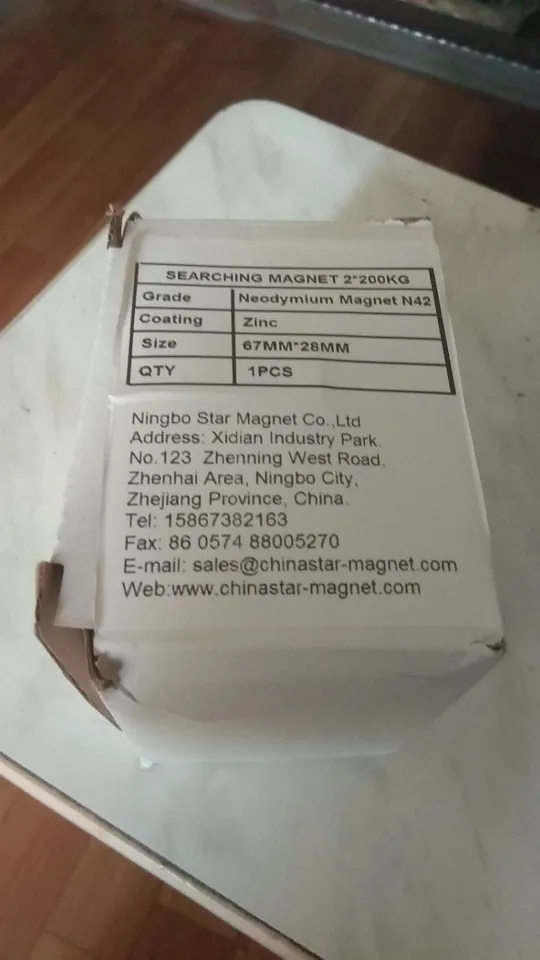 SEARCHING MAGNET 2*200KG
Grade Neodymium Magnet N42
Coating Zinc
Size 67MM*28MM
QTY 1PCS
Ningbo Star Magnet Co.,Ltd
Address: Xidian Industry Park.
No.123 Zhenning West Road,
Zhenhai Area, Ningbo City,
Zhejiang Province, China.
Tel: 15867382163
Fax: 86 0574 88005270
E-mail: sales@chinastar-magnet.com
Web:www.chinastar-magnet.com